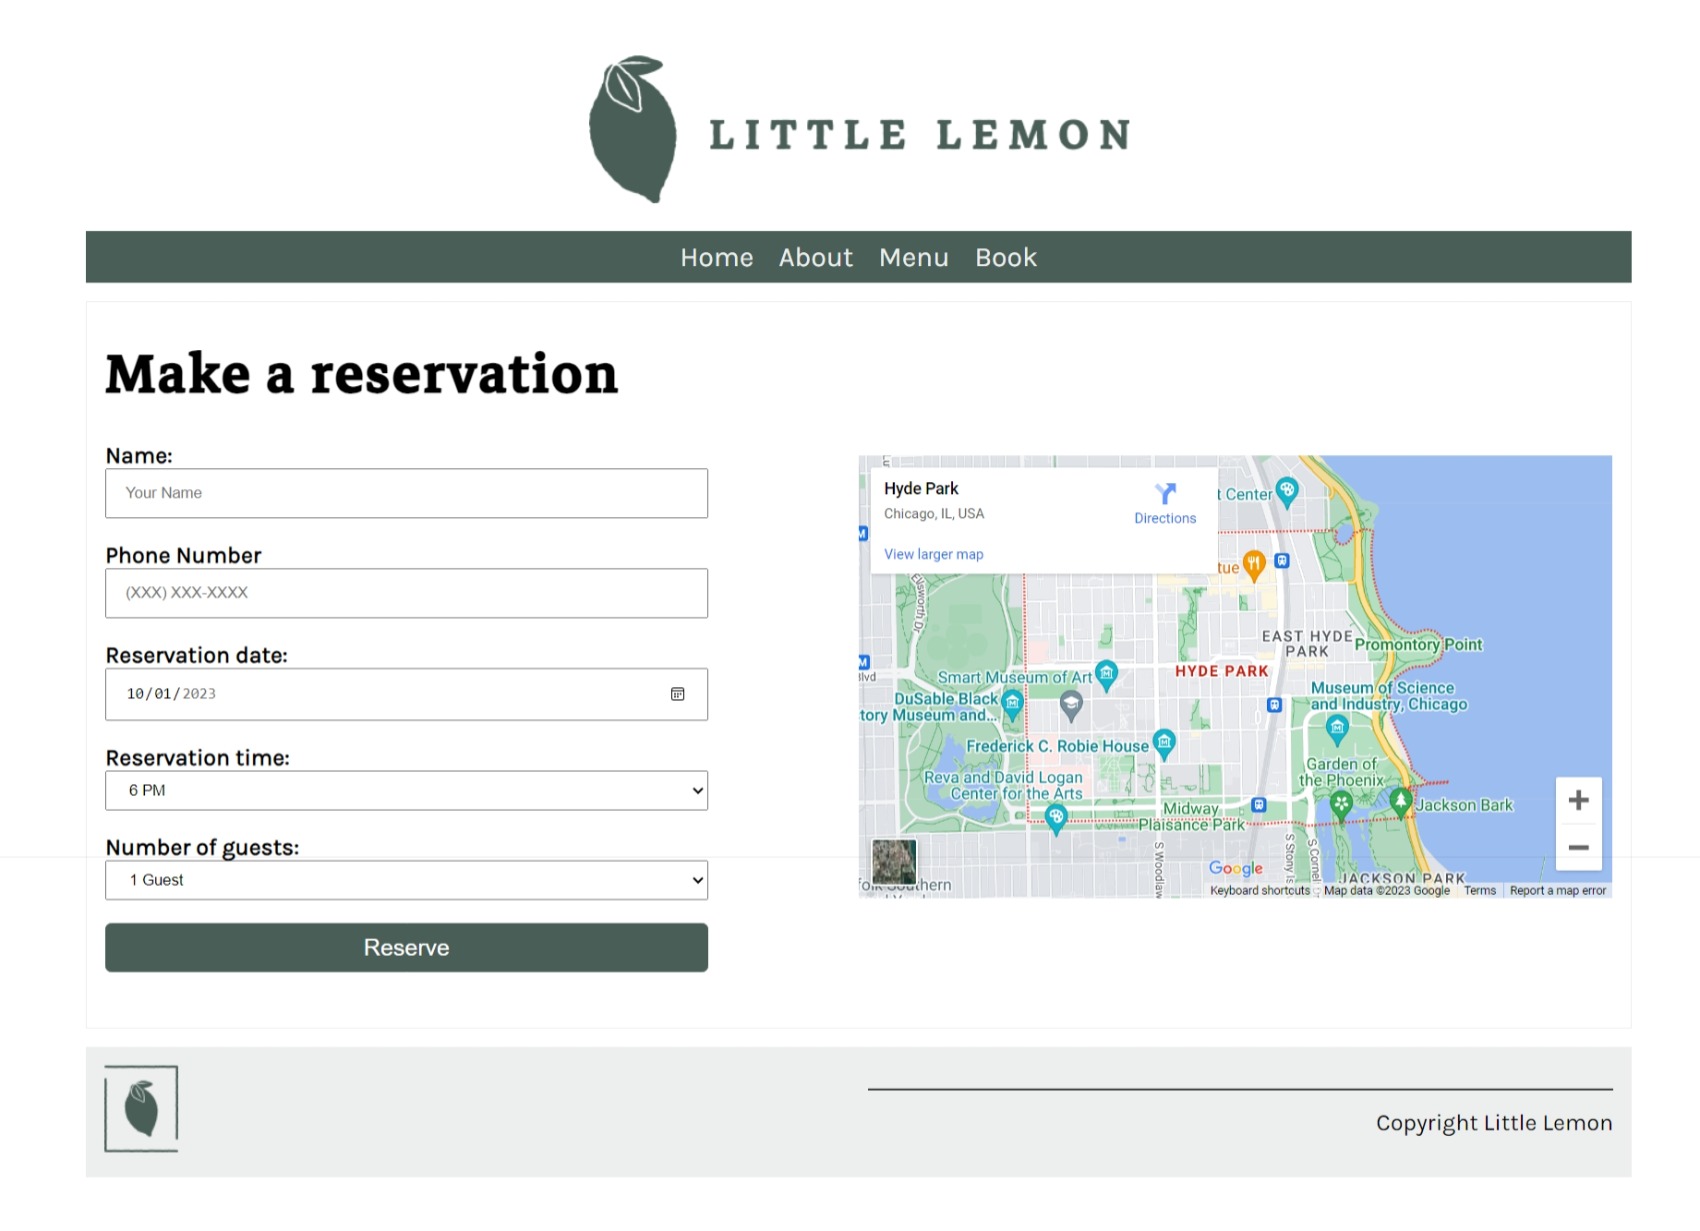 LITTLE LEMON
Home About Menu Book
Make a reservation
Name:
Your Name
Phone Number
(XXX) XXX-XXXX
Reservation date:
10/01/2023
Reservation time:
6 PM
Number of guests:
1 Guest
Reserve
Hyde Park
Chicago, IL, USA
Directions
View larger map
t Center
tue
Ellsworth Dr
EAST HYDE
PARK
Promontory Point
HYDE PARK
Smart Museum of Art
DuSable Black
tory Museum and...
Museum of Science
and Industry, Chicago
Frederick C. Robie House
Reva and David Logan
Center for the Arts
Garden of
the Phoenix
Midway
Plaisance Park
Jackson Bark
S Woodlaw
S Stony Is
S Cornel
JACKSON PARK
Google
Keyboard shortcuts
Map data ©2023 Google
Terms
Report a map error
Copyright Little Lemon